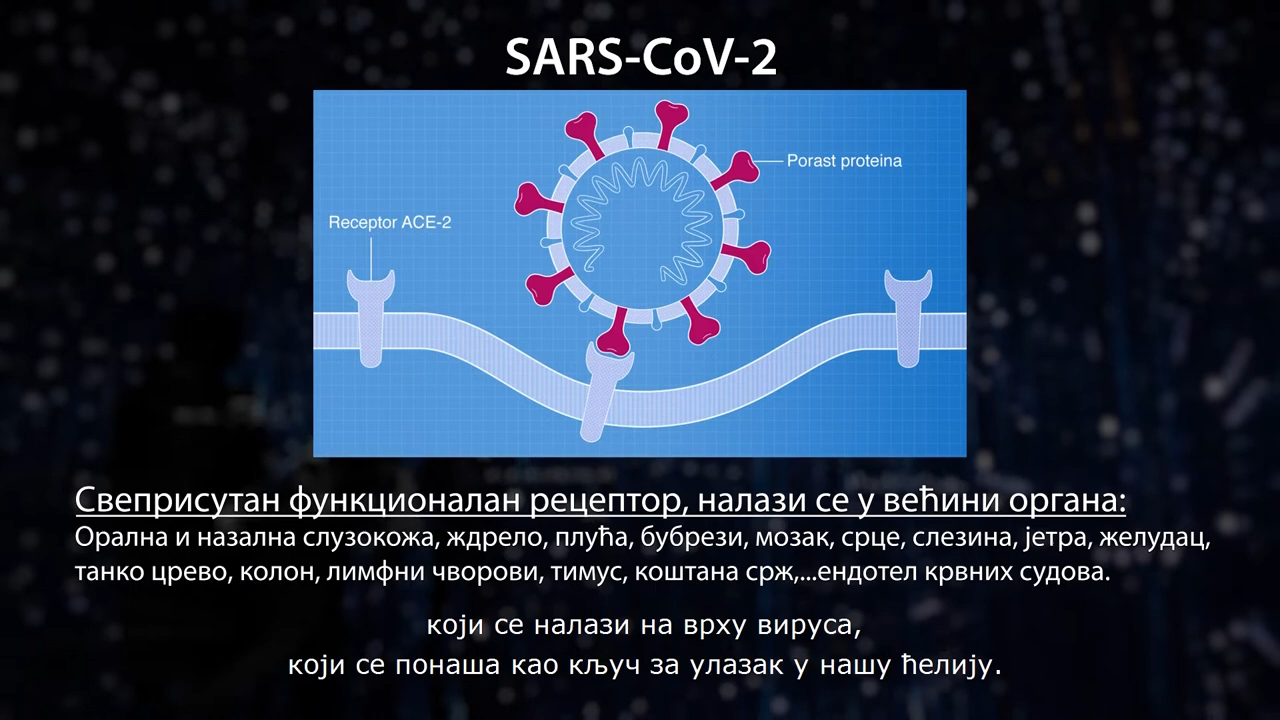 SARS-CoV-2
Porast proteina
Receptor ACE-2
Свеприсутан функционалан рецептор, налази се у већини органа:
Орална и назална слузокожа, ждрело, плућа, бубрези, мозак, срце, слезина, јетра, желудац,
танко црево, колон, лимфни чворови, тимус, коштана срж,...ендотел крвних судова.
који се налази на врху вируса,
који се понаша као кључ за улазак у нашу ћелију.